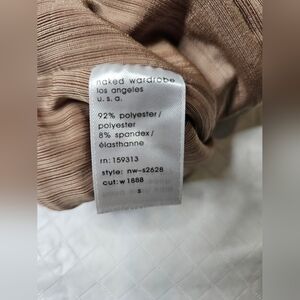 naked wardrobe
los angeles
u.s.a.
92% polyester/
polyester
8% spandex/
élasthanne
rn: 159313
style: nw-s2628
cut: w1888
s